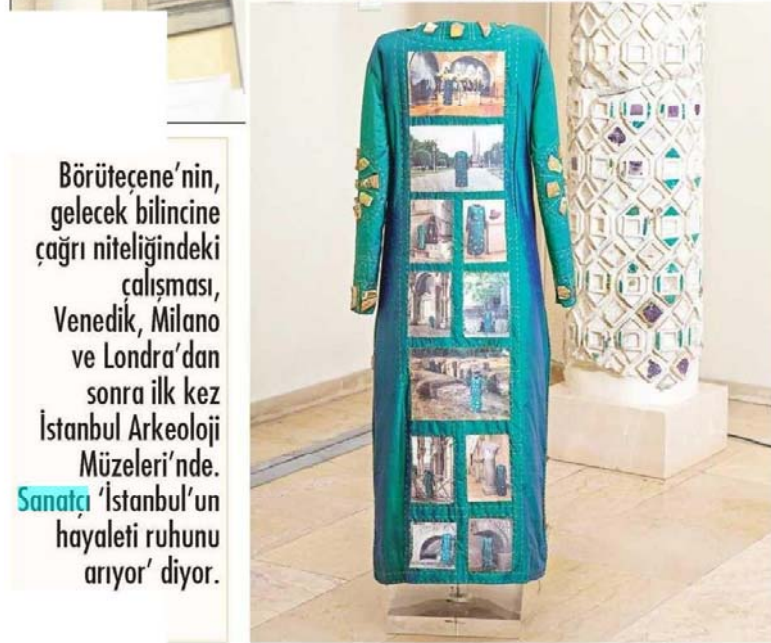 Börüteçene’nin,
gelecek bilincine
çağrı niteliğindeki
çalışması,
Venedik, Milano
ve Londra’dan
sonra ilk kez
İstanbul Arkeoloji
Müzeleri’nde.
Sanatçı ‘İstanbul’un
hayaleti ruhunu
arıyor’ diyor.